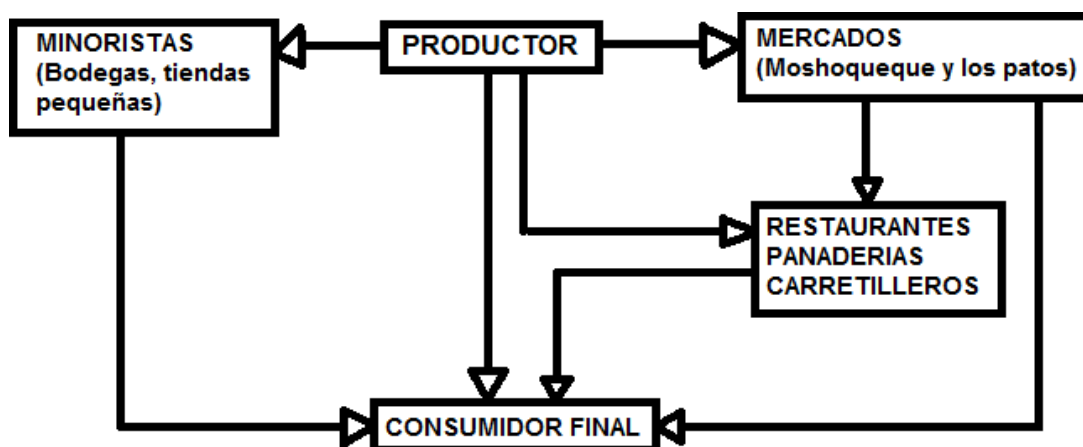 MINORISTAS
(Bodegas, tiendas
pequeñas)
PRODUCTOR
MERCADOS
(Moshoqueque y los patos)
RESTAURANTES
PANADERIAS
CARRETILLEROS
CONSUMIDOR FINAL